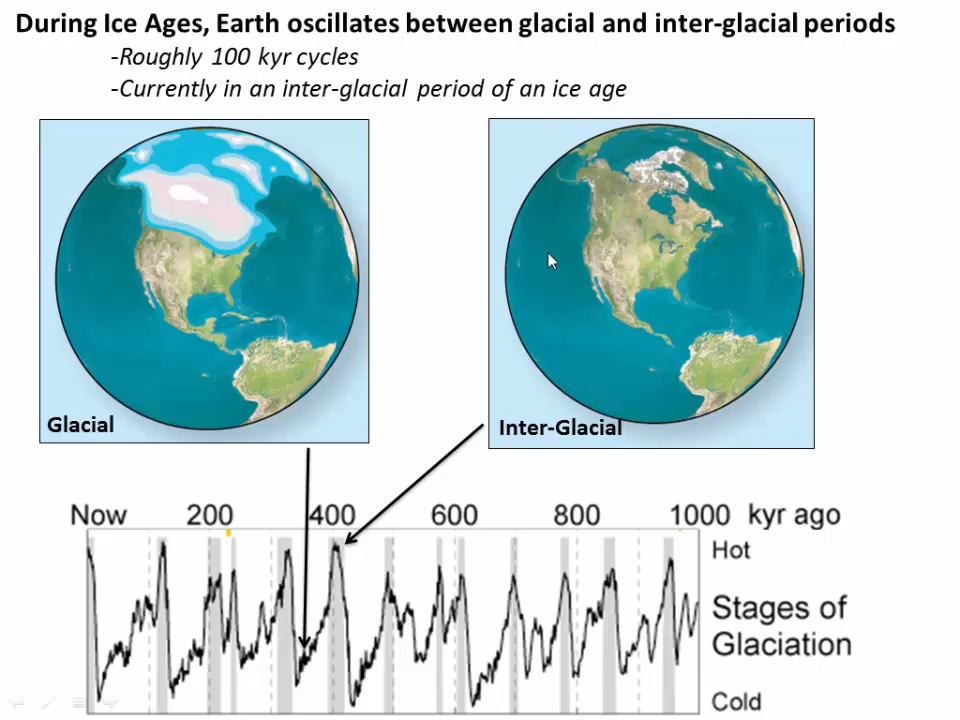 During Ice Ages, Earth oscillates between glacial and inter-glacial periods
-Roughly 100 kyr cycles
-Currently in an inter-glacial period of an ice age
Glacial
Inter-Glacial
Now 200 400 600 800 1000 kyr ago
Hot
Stages of
Glaciation
Cold